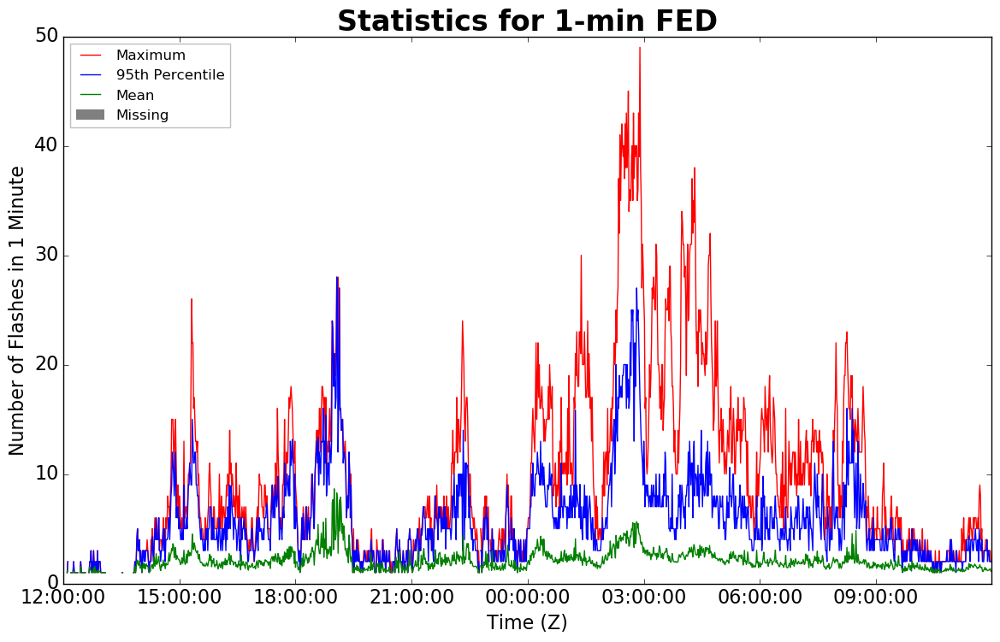 Statistics for 1-min FED
50
40
30
20
10
0
Number of Flashes in 1 Minute
Maximum
95th Percentile
Mean
Missing
12:00:00 15:00:00 18:00:00 21:00:00 00:00:00 03:00:00 06:00:00 09:00:00
Time (Z)